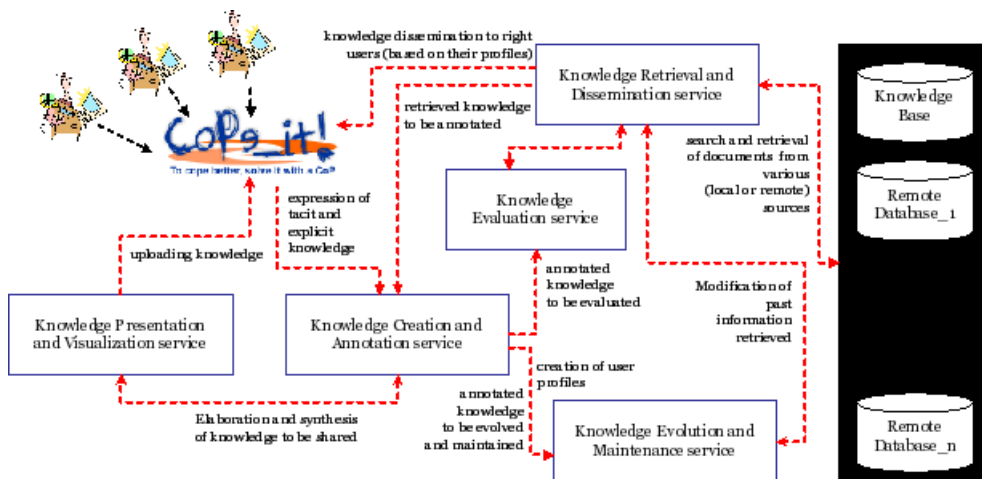 knowledge dissemination to right
users (based on their profiles)
Knowledge Retrieval and
Dissemination service
Knowledge
Base
CoPe_it!
To cope better, solve it with a CoP
retrieved knowledge
to be annotated
search and retrieval
of documents from
various
(local or remote)
sources
Remote
Database_1
Knowledge
Evaluation service
expression of
tacit and
explicit
knowledge
uploading knowledge
annotated
knowledge
to be evaluated
Modification of
past
information
retrieved
Knowledge Presentation
and Visualization service
Knowledge Creation and
Annotation service
creation of user
profiles
annotated
knowledge
to be evolved
and maintained
Elaboration and synthesis
of knowledge to be shared
Knowledge Evolution and
Maintenance service
Remote
Database_n